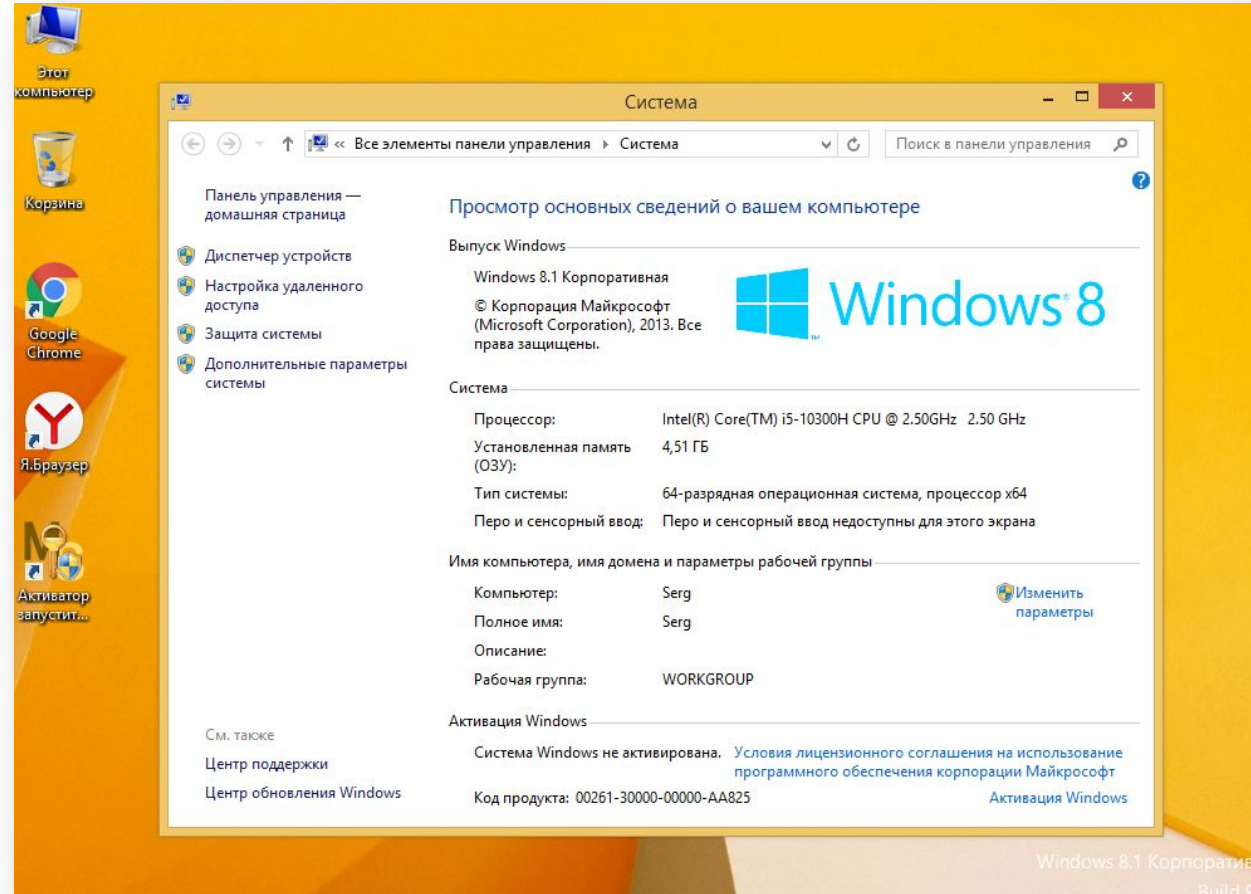 Этот
компьютер
Корзина
Google
Chrome
Я.Браузер
Активатор
запустит...
Система
« Все элементы панели управления Система
Поиск в панели управления
Панель управления —
домашняя страница
Диспетчер устройств
Настройка удаленного
доступа
Защита системы
Дополнительные параметры
системы
См. также
Центр поддержки
Центр обновления Windows
Просмотр основных сведений о вашем компьютере
Выпуск Windows
Windows 8.1 Корпоративная
© Корпорация Майкрософт
(Microsoft Corporation), 2013. Все
права защищены.
Windows 8
Система
Процессор: Intel(R) Core(TM) i5-10300H CPU @ 2.50GHz 2.50 GHz
Установленная память 4,51 ГБ
(ОЗУ):
Тип системы: 64-разрядная операционная система, процессор x64
Перо и сенсорный ввод: Перо и сенсорный ввод недоступны для этого экрана
Имя компьютера, имя домена и параметры рабочей группы
Компьютер: Serg
Изменить
параметры
Полное имя: Serg
Описание:
Рабочая группа: WORKGROUP
Активация Windows
Система Windows не активирована. Условия лицензионного соглашения на использование
программного обеспечения корпорации Майкрософт
Код продукта: 00261-30000-00000-AA825 Активация Windows
Windows 8.1 Корпоратив
Build